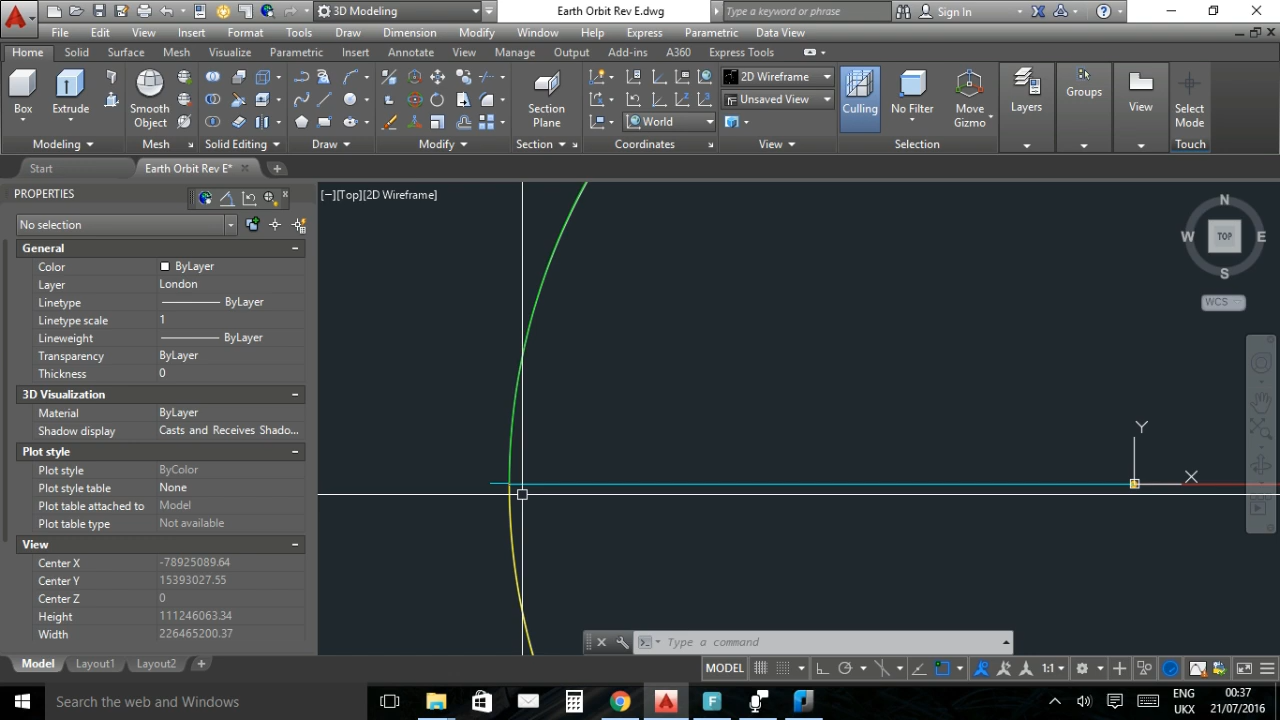 3D Modeling
Earth Orbit Rev E.dwg
Type a keyword or phrase
Sign In
File Edit View Insert Format Tools Draw Dimension Modify Window Help Express Parametric Data View
Home Solid Surface Mesh Visualize Parametric Insert Annotate View Manage Output Add-ins A360 Express Tools
Box
Extrude
Smooth Object
Section Plane
World
2D Wireframe
Unsaved View
Culling
No Filter
Move Gizmo
Layers
Groups
View
Select Mode
Modeling Mesh Solid Editing Draw Modify Section Coordinates View Selection Touch
Start
Earth Orbit Rev E*
PROPERTIES
No selection
General
Color ByLayer
Layer London
Linetype ByLayer
Linetype scale 1
Lineweight ByLayer
Transparency ByLayer
Thickness 0
3D Visualization
Material ByLayer
Shadow display Casts and Receives Shado...
Plot style
Plot style ByColor
Plot style table None
Plot table attached to Model
Plot table type Not available
View
Center X -78925089.64
Center Y 15393027.55
Center Z 0
Height 111246063.34
Width 226465200.37
[−][Top][2D Wireframe]
N
W TOP E
S
WCS
Y
X
Type a command
Model Layout1 Layout2
MODEL
1:1
Search the web and Windows
ENG
UKX
00:37
21/07/2016